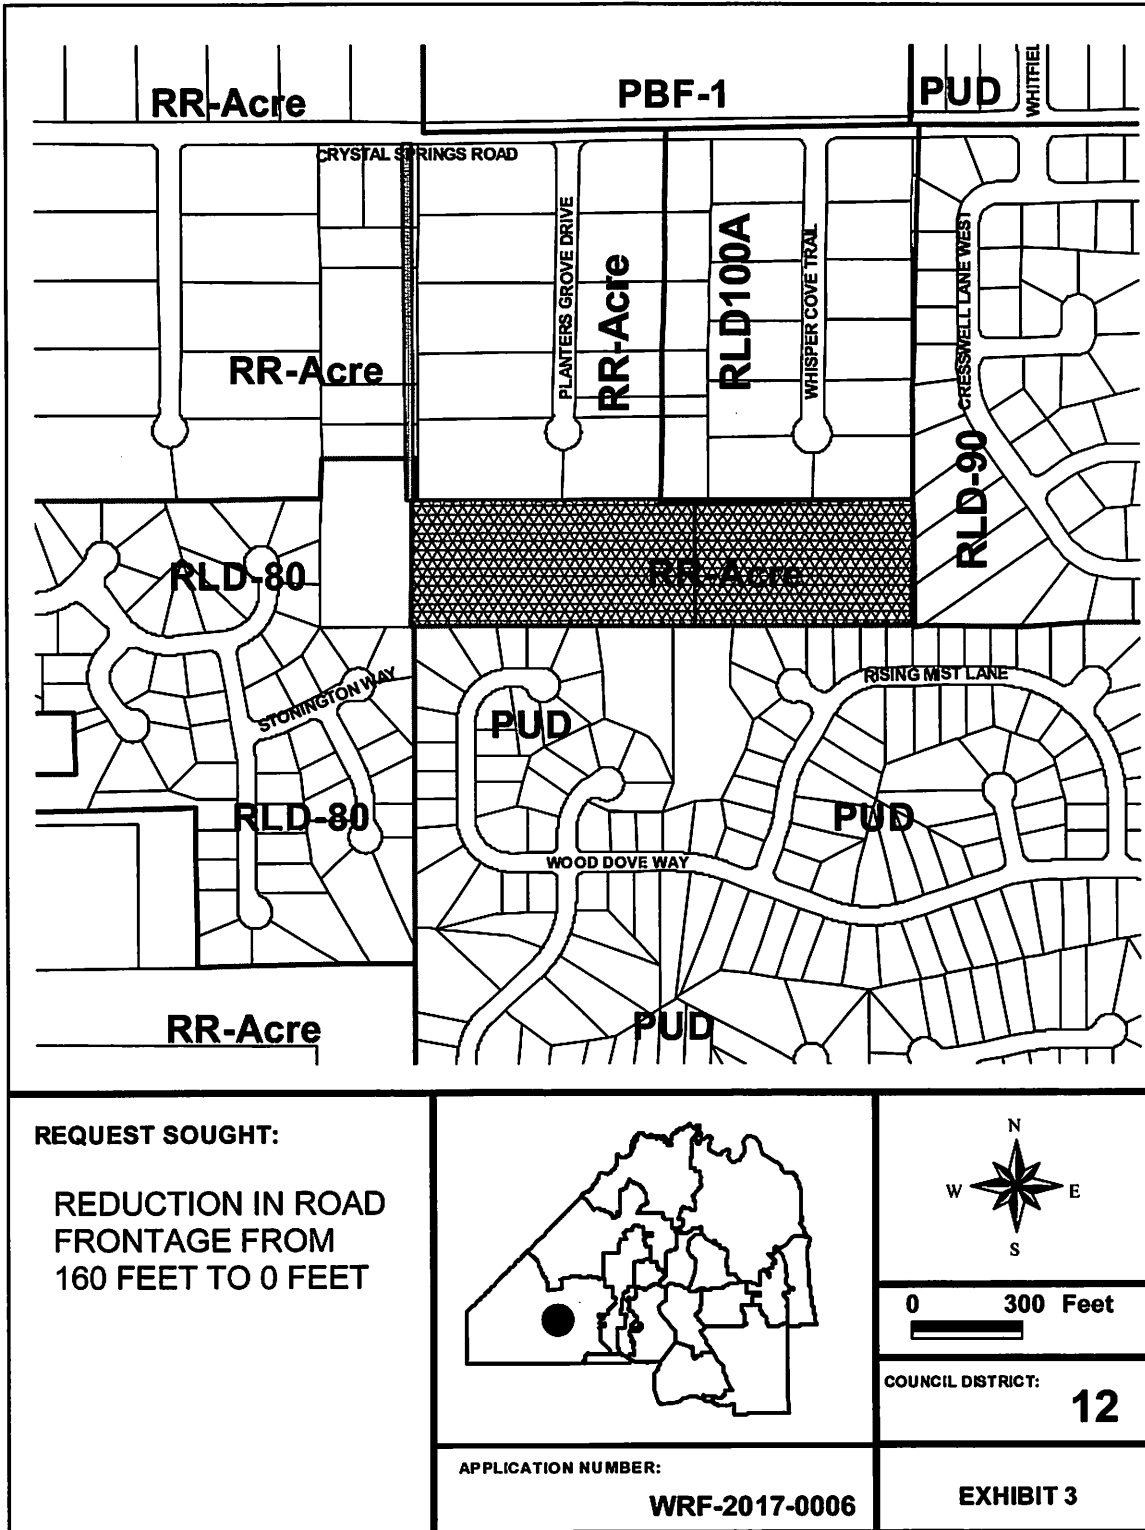 RR-Acre
PBF-1
PUD
WHITFIEL
CRYSTAL SPRINGS ROAD
PLANTERS GROVE DRIVE
RR-Acre
RLD100A
WHISPER COVE TRAIL
CRESSWELL LANE WEST
RR-Acre
RLD-90
RLD-80
RR-Acre
STONINGTON WAY
RISING MIST LANE
PUD
RLD-80
PUD
WOOD DOVE WAY
RR-Acre
PUD
REQUEST SOUGHT:
REDUCTION IN ROAD
FRONTAGE FROM
160 FEET TO 0 FEET
N
W
E
S
0 300 Feet
COUNCIL DISTRICT:
12
APPLICATION NUMBER:
WRF-2017-0006
EXHIBIT 3